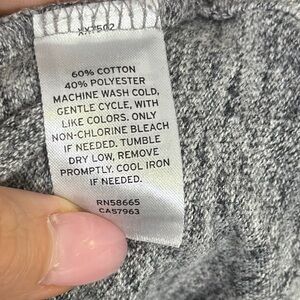 XX7502
60% COTTON
40% POLYESTER
MACHINE WASH COLD,
GENTLE CYCLE, WITH
LIKE COLORS. ONLY
NON-CHLORINE BLEACH
IF NEEDED. TUMBLE
DRY LOW, REMOVE
PROMPTLY. COOL IRON
IF NEEDED.
RN58665
CA57963